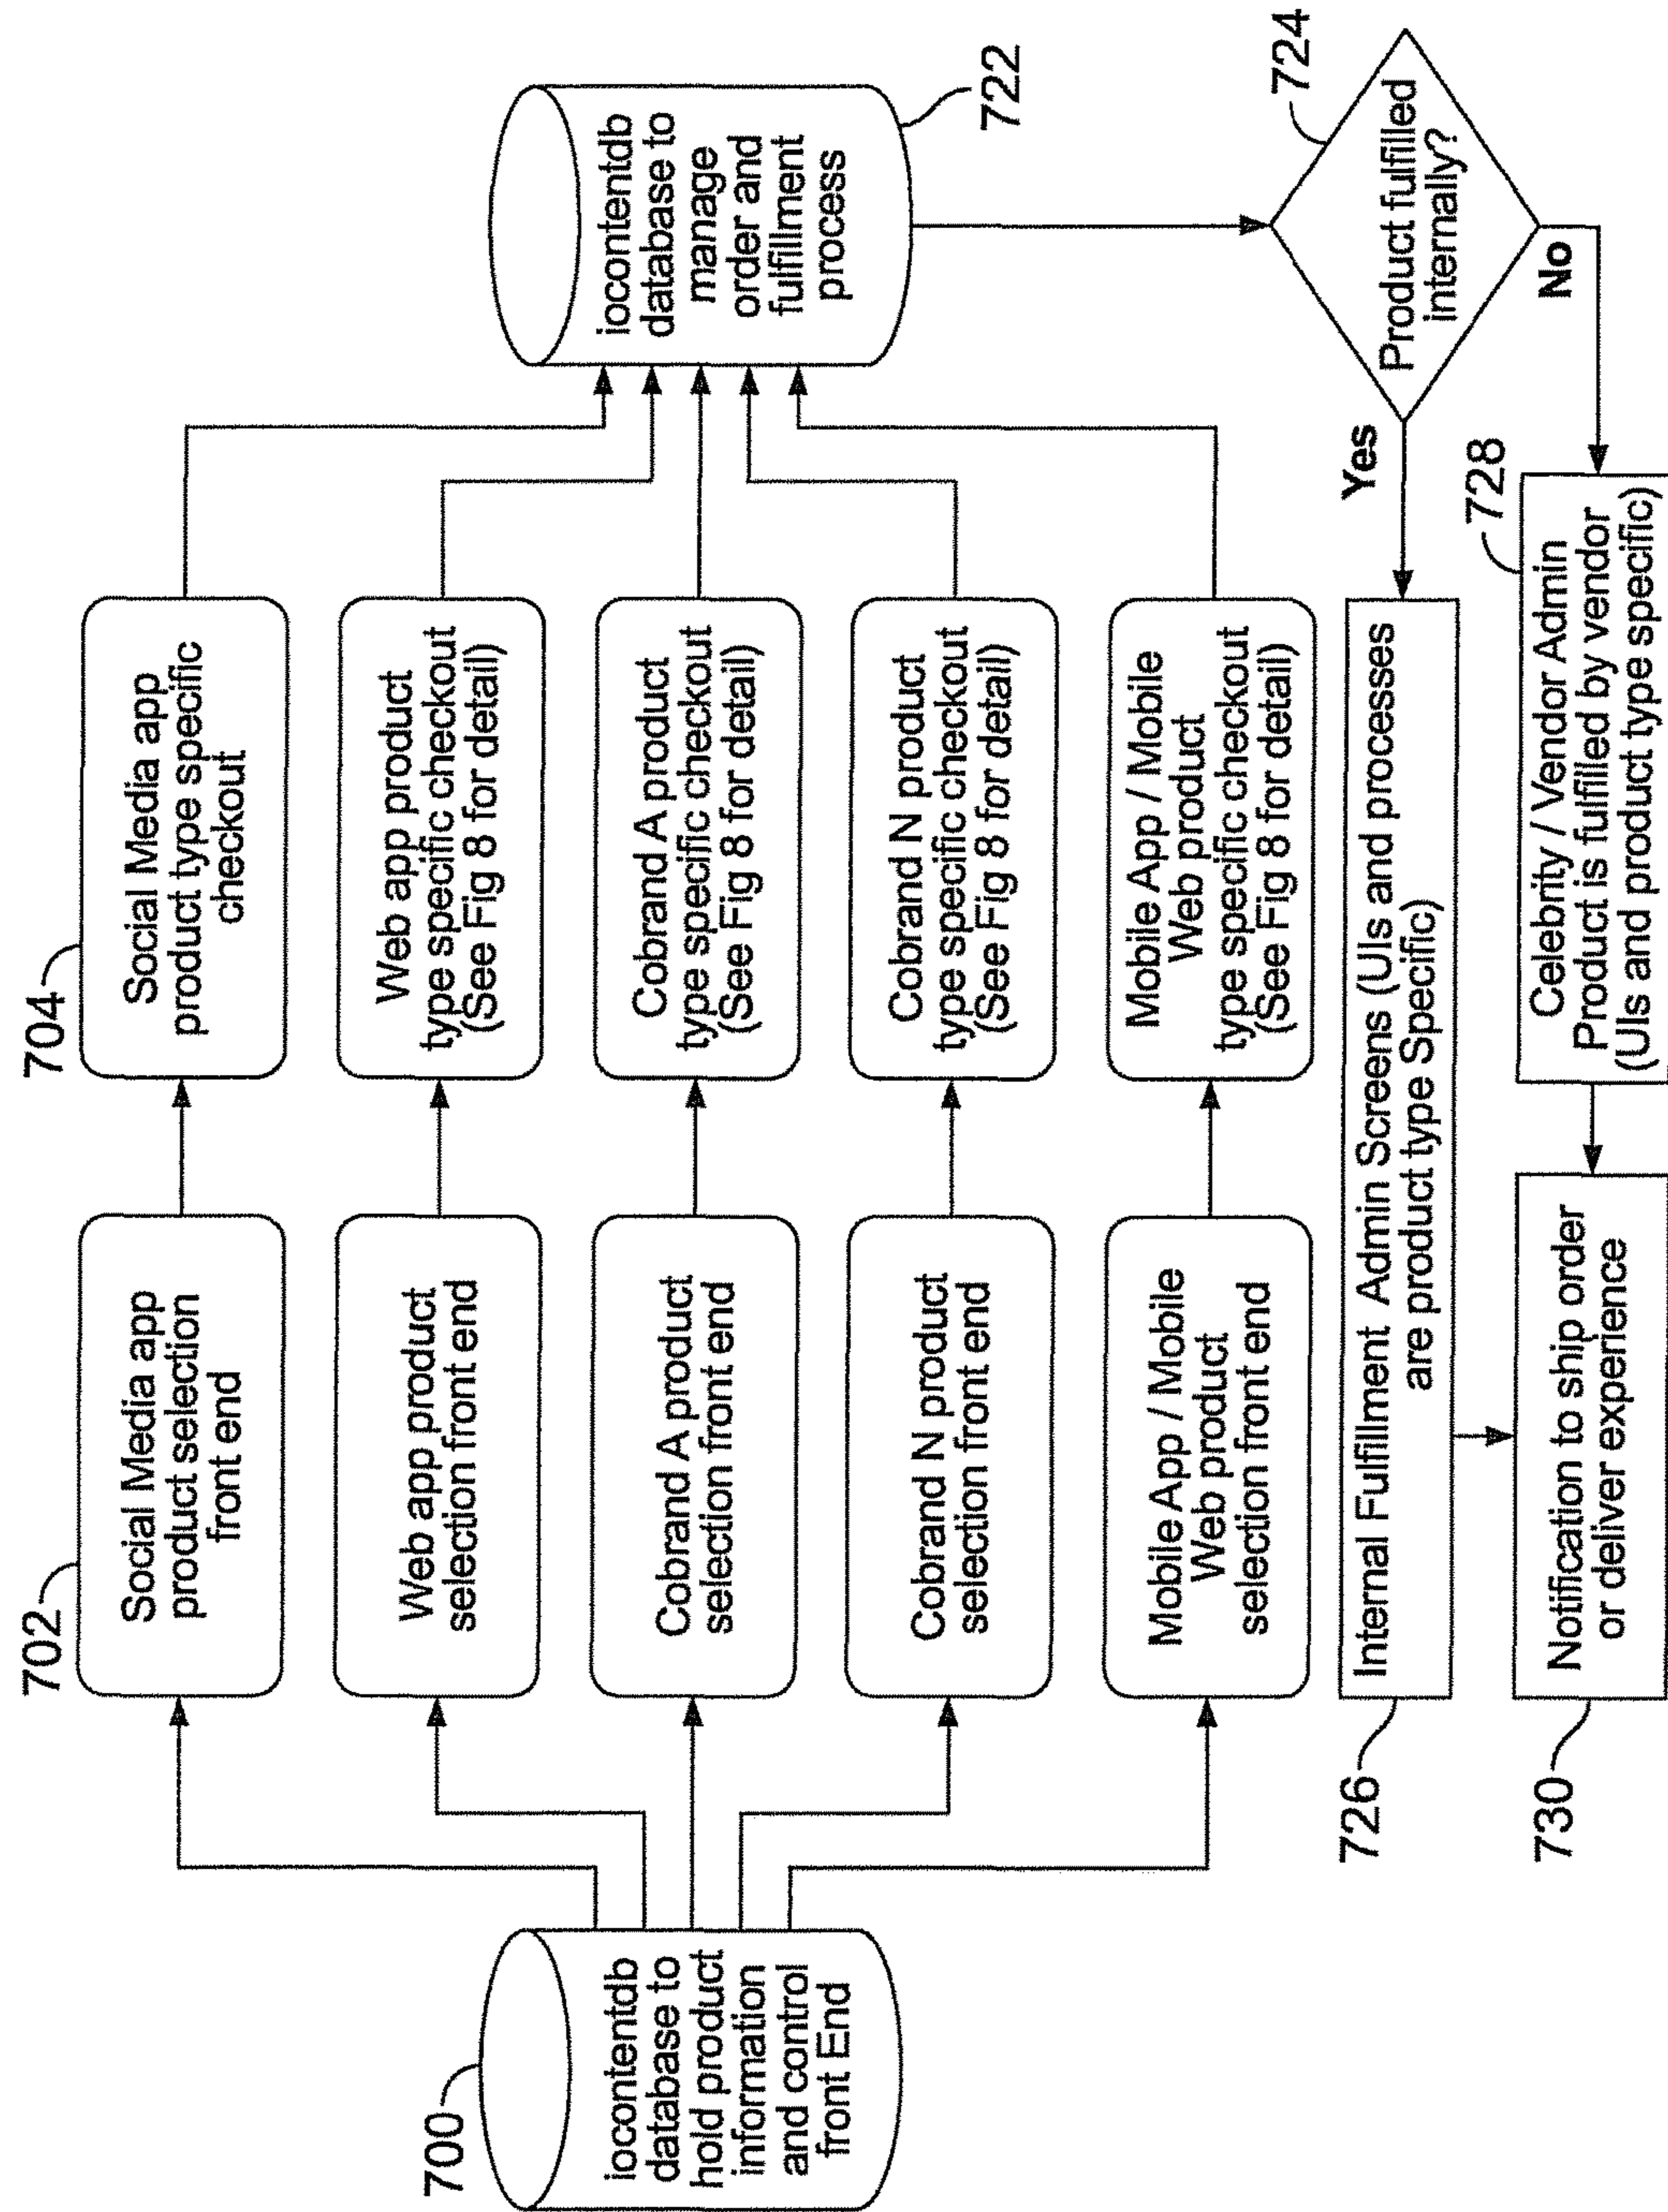 700
iocontentdb
database to
hold product
information
and control
front End
702
Social Media app
product selection
front end
704
Social Media app
product type specific
checkout
Web app product
selection front end
Web app product
type specific checkout
(See Fig 8 for detail)
Cobrand A product
selection front end
Cobrand A product
type specific checkout
(See Fig 8 for detail)
Cobrand N product
selection front end
Cobrand N product
type specific checkout
(See Fig 8 for detail)
Mobile App / Mobile
Web product
selection front end
Mobile App / Mobile
Web product
type specific checkout
(See Fig 8 for detail)
iocontentdb
database to
manage
order and
fulfillment
process
722
724
Product fulfilled
internally?
Yes
No
726
Internal Fulfillment Admin Screens (UIs and processes
are product type Specific)
728
Celebrity / Vendor Admin
Product is fulfilled by vendor
(UIs and product type specific)
730
Notification to ship order
or deliver experience